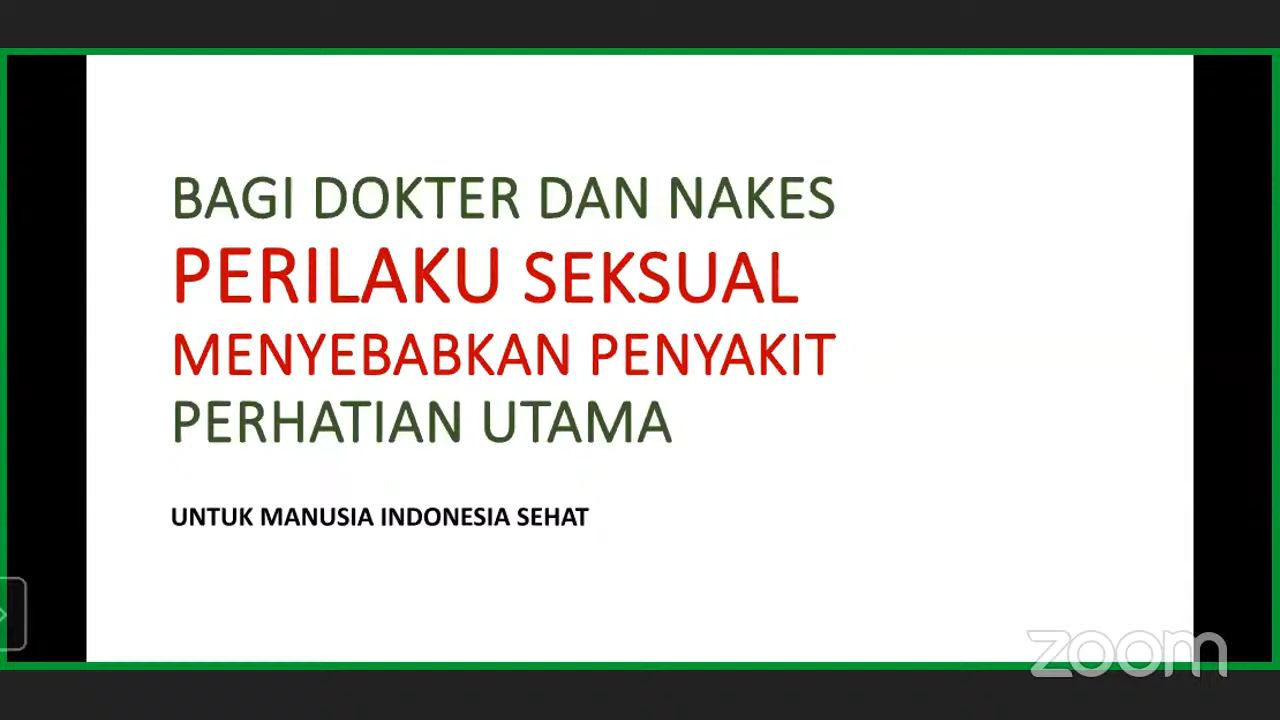 BAGI DOKTER DAN NAKES
PERILAKU SEKSUAL
MENYEBABKAN PENYAKIT
PERHATIAN UTAMA
UNTUK MANUSIA INDONESIA SEHAT
zoom